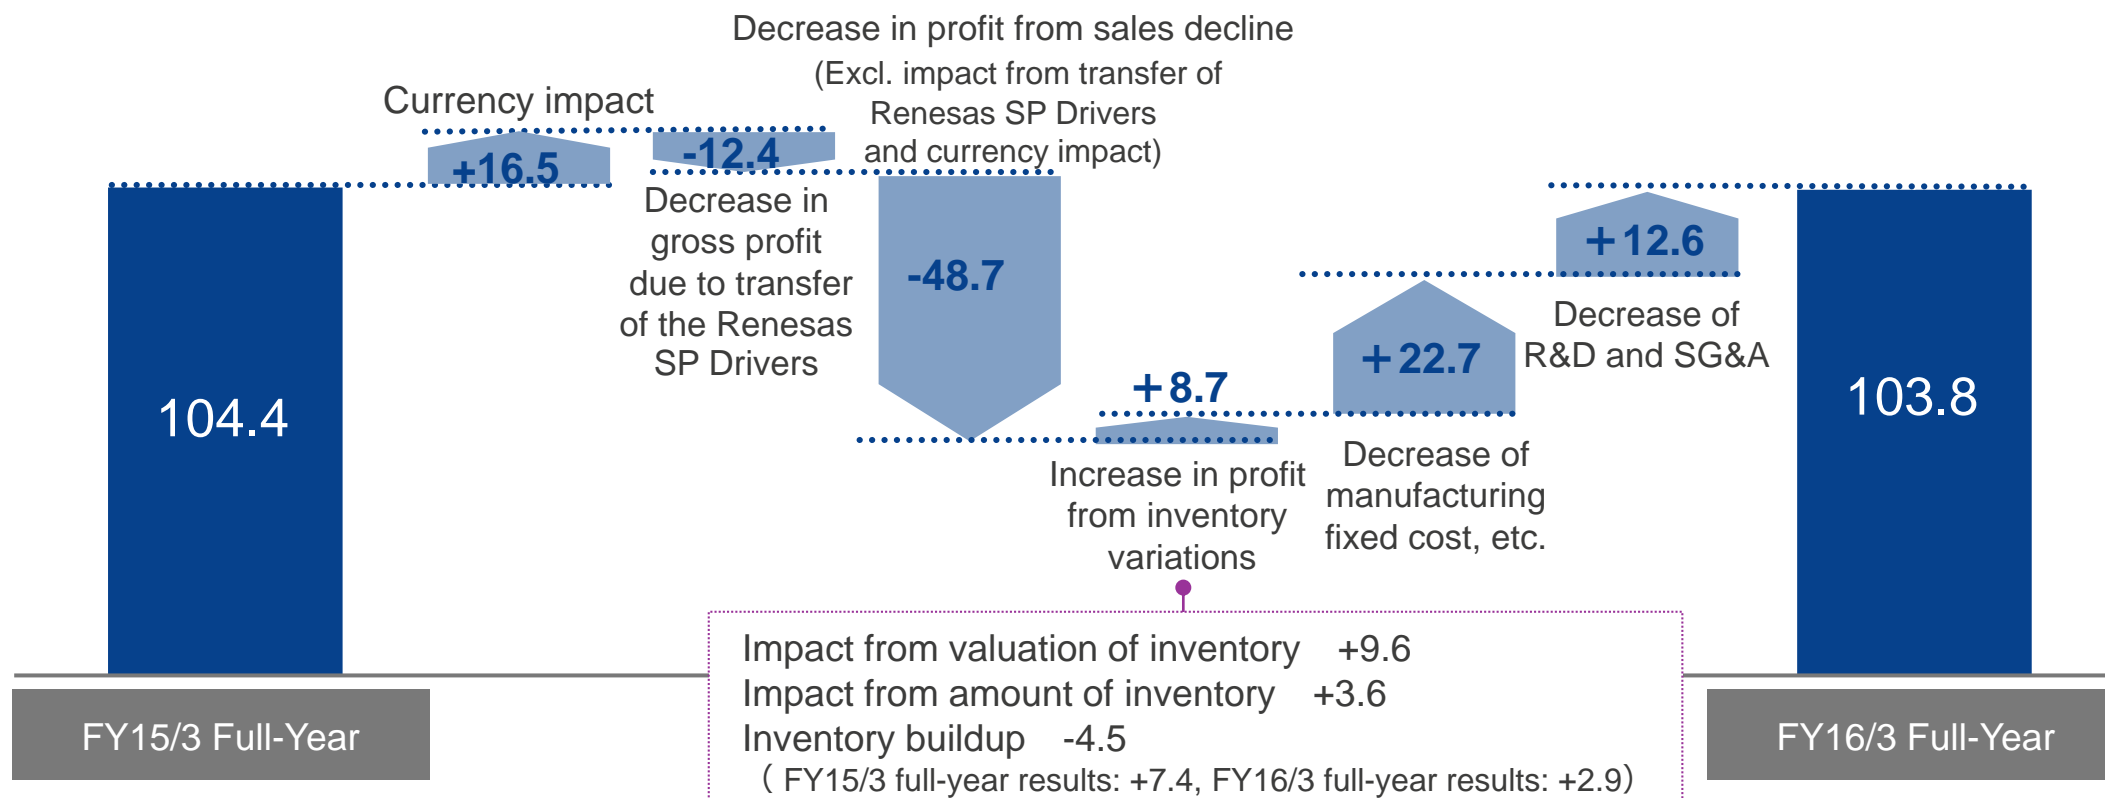 Decrease in profit from sales decline
(Excl. impact from transfer of
Renesas SP Drivers
and currency impact)
Currency impact
+16.5
-12.4
Decrease in
gross profit
due to transfer
of the Renesas
SP Drivers
-48.7
+8.7
Increase in profit
from inventory
variations
+22.7
Decrease of
manufacturing
fixed cost, etc.
+12.6
Decrease of
R&D and SG&A
104.4
103.8
Impact from valuation of inventory +9.6
Impact from amount of inventory +3.6
Inventory buildup -4.5
( FY15/3 full-year results: +7.4, FY16/3 full-year results: +2.9)
FY15/3 Full-Year
FY16/3 Full-Year